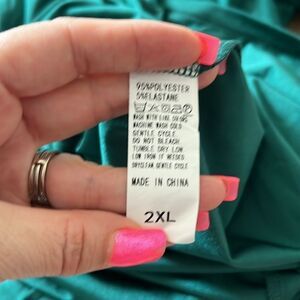 95%POLYESTER
5%ELASTANE
WASH WITH LIKE COLORS
MACHINE WASH COLD
GENTLE CYCLE.
DO NOT BLEACH.
TUMBLE DRY LOW
LOW IRON IF NEEDED
DRYCLEAN GENTLE CYCLE
MADE IN CHINA
2XL